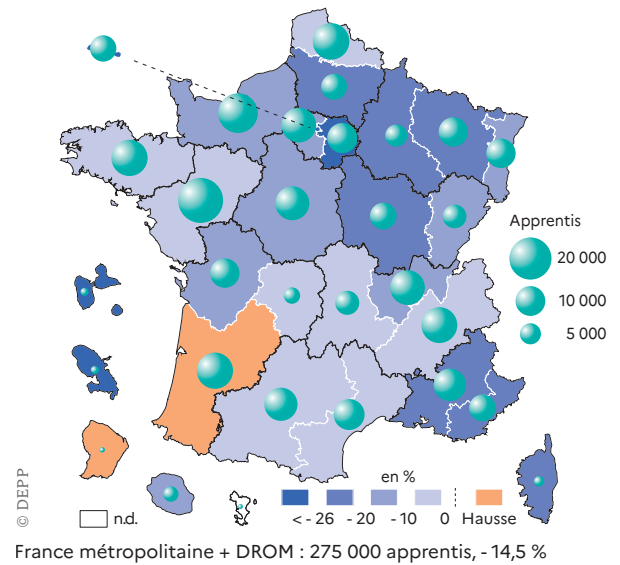 Apprentis
20 000
10 000
5 000
en %
n.d.
< - 26 - 20 - 10 0 Hausse
© DEPP
France métropolitaine + DROM : 275 000 apprentis, - 14,5 %